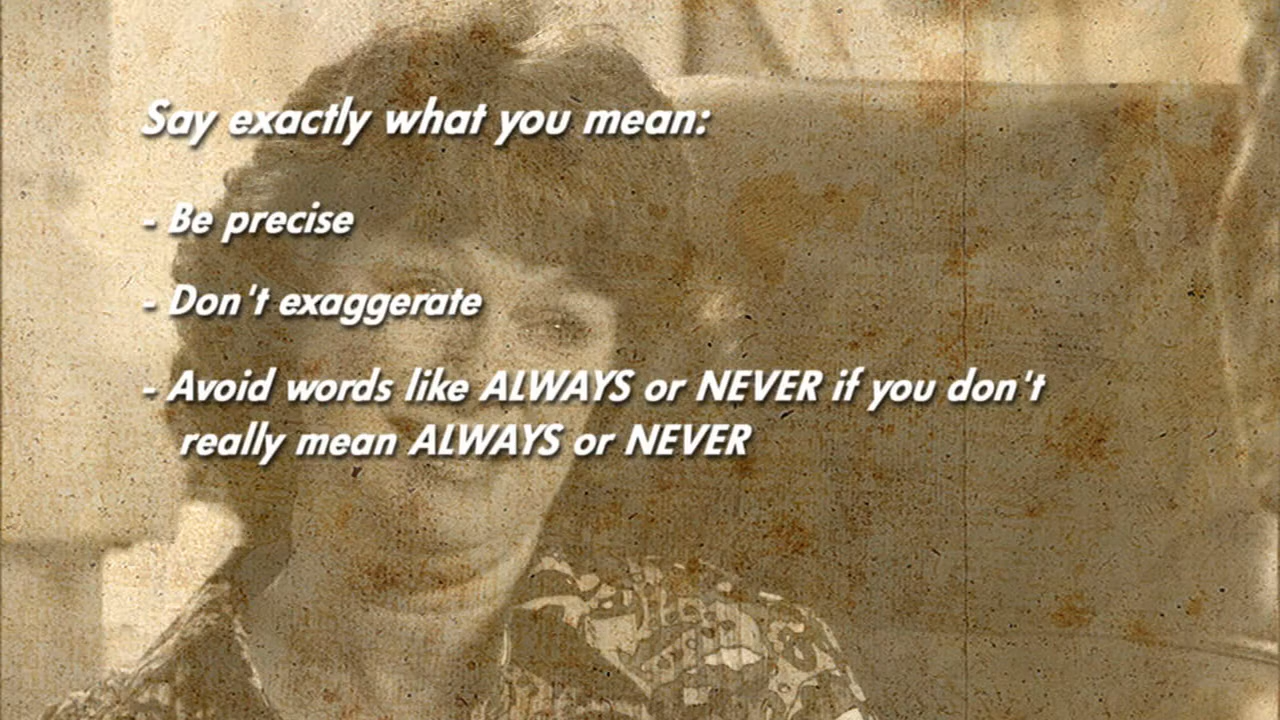 Say exactly what you mean:
- Be precise
- Don't exaggerate
- Avoid words like ALWAYS or NEVER if you don't
really mean ALWAYS or NEVER